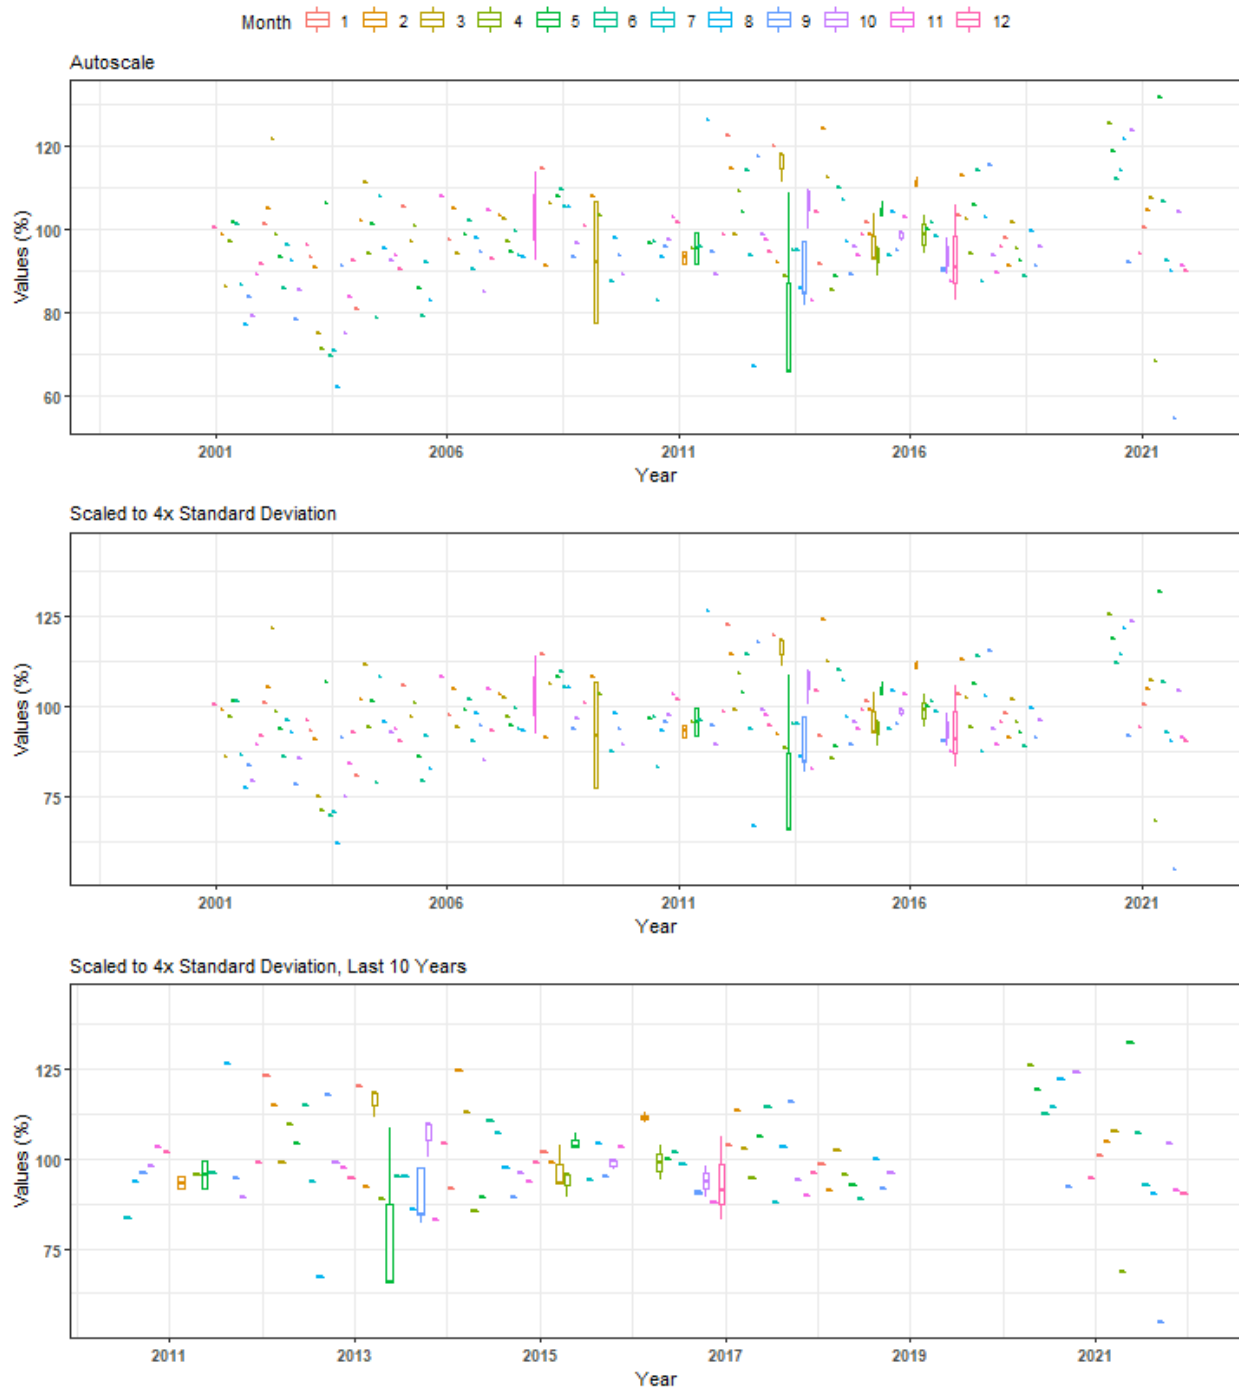 Month 1 2 3 4 5 6 7 8 9 10 11 12
Autoscale
120
100
80
60
Values (%)
2001 2006 2011 2016 2021
Year
Scaled to 4x Standard Deviation
125
100
75
Values (%)
2001 2006 2011 2016 2021
Year
Scaled to 4x Standard Deviation, Last 10 Years
125
100
75
Values (%)
2011 2013 2015 2017 2019 2021
Year